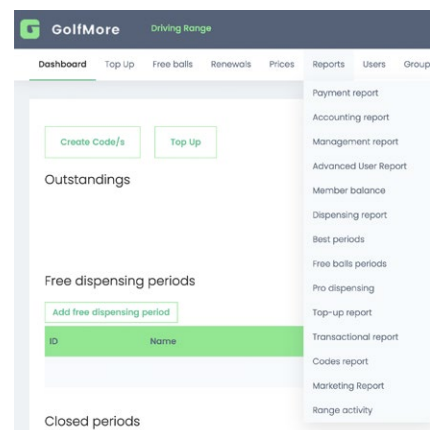 GolfMore Driving Range
Dashboard Top Up Free balls Renewals Prices Reports Users Group
Payment report
Accounting report
Create Code/s Top Up
Management report
Advanced User Report
Outstandings
Member balance
Dispensing report
Best periods
Free balls periods
Free dispensing periods
Pro dispensing
Add free dispensing period
Top-up report
ID Name
Transactional report
Codes report
Marketing Report
Range activity
Closed periods